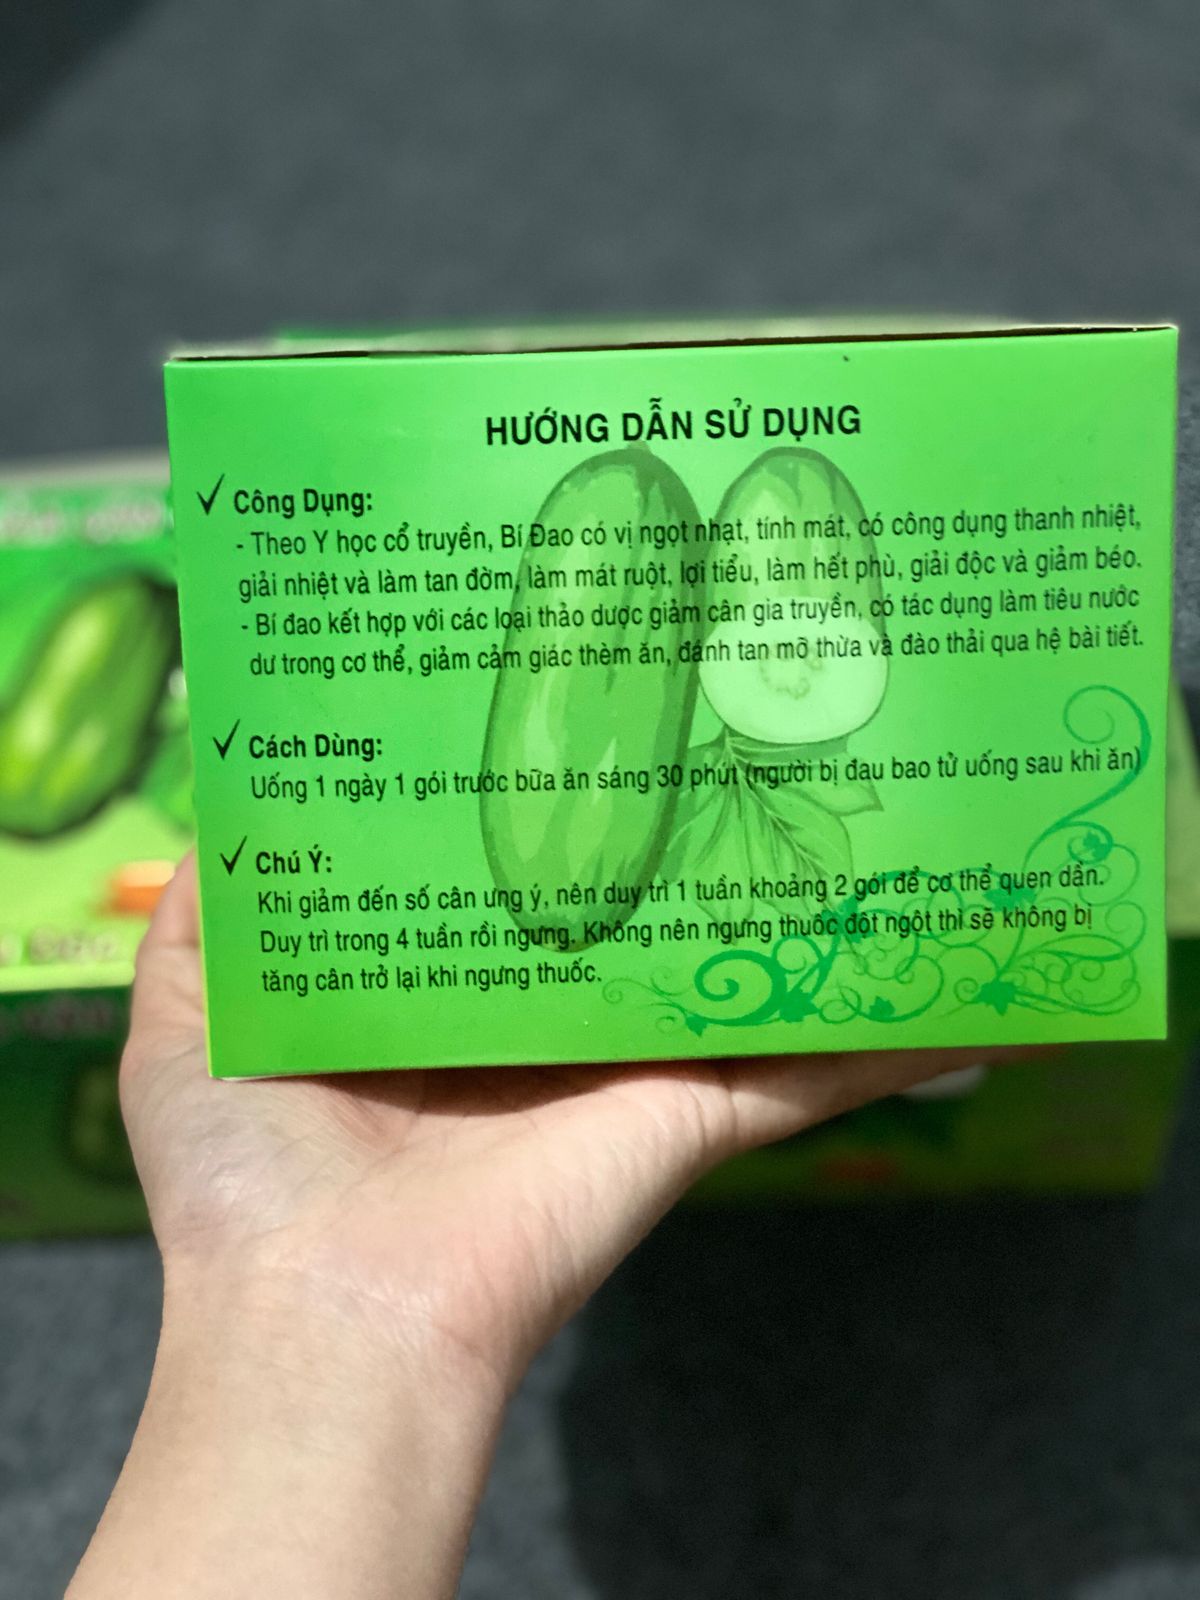 HƯỚNG DẪN SỬ DỤNG
Công Dụng:
- Theo Y học cổ truyền, Bí Đao có vị ngọt nhạt, tính mát, có công dụng thanh nhiệt,
giải nhiệt và làm tan đờm, làm mát ruột, lợi tiểu, làm hết phù, giải độc và giảm béo.
- Bí đao kết hợp với các loại thảo dược giảm cân gia truyền, có tác dụng làm tiêu nước
dư trong cơ thể, giảm cảm giác thèm ăn, đánh tan mỡ thừa và đào thải qua hệ bài tiết.
Cách Dùng:
Uống 1 ngày 1 gói trước bữa ăn sáng 30 phút (người bị đau bao tử uống sau khi ăn)
Chú Ý:
Khi giảm đến số cân ưng ý, nên duy trì 1 tuần khoảng 2 gói để cơ thể quen dần.
Duy trì trong 4 tuần rồi ngưng. Không nên ngưng thuốc đột ngột thì sẽ không bị
tăng cân trở lại khi ngưng thuốc.